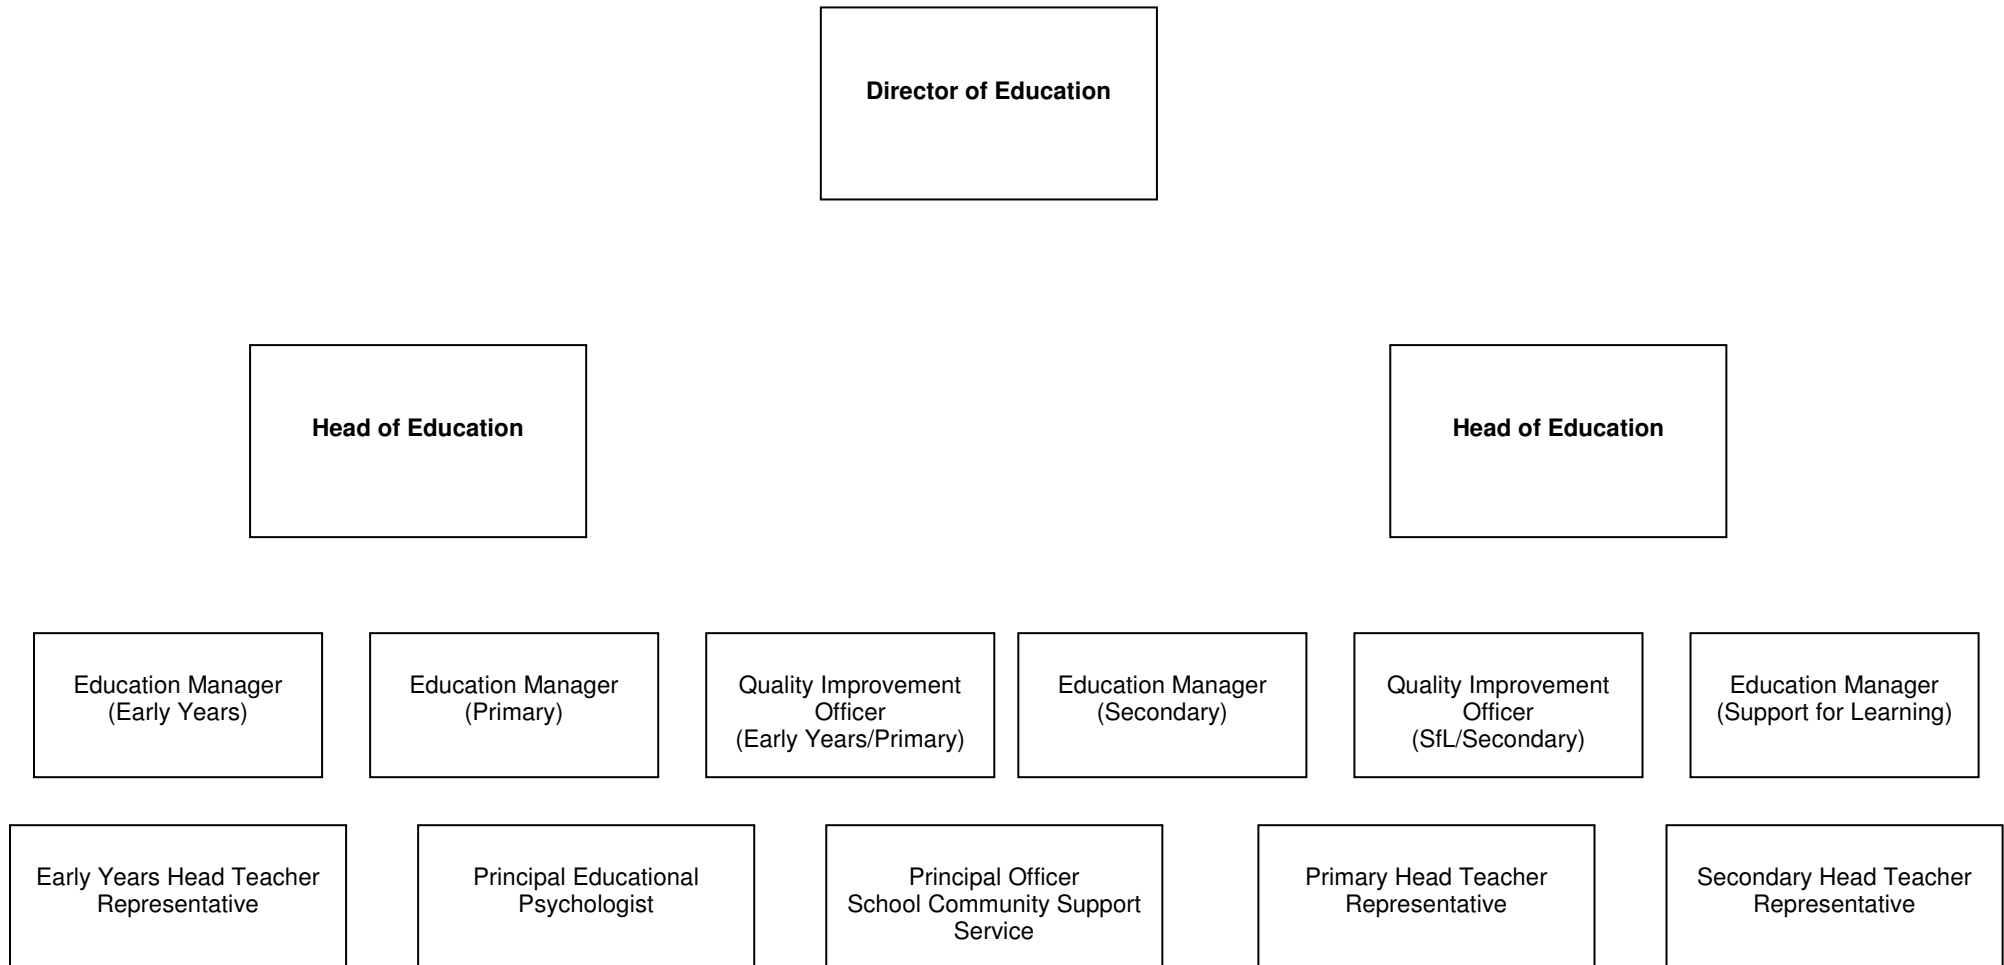 Director of Education
Head of Education
Head of Education
Education Manager
(Early Years)
Education Manager
(Primary)
Quality Improvement
Officer
(Early Years/Primary)
Education Manager
(Secondary)
Quality Improvement
Officer
(SfL/Secondary)
Education Manager
(Support for Learning)
Early Years Head Teacher
Representative
Principal Educational
Psychologist
Principal Officer
School Community Support
Service
Primary Head Teacher
Representative
Secondary Head Teacher
Representative